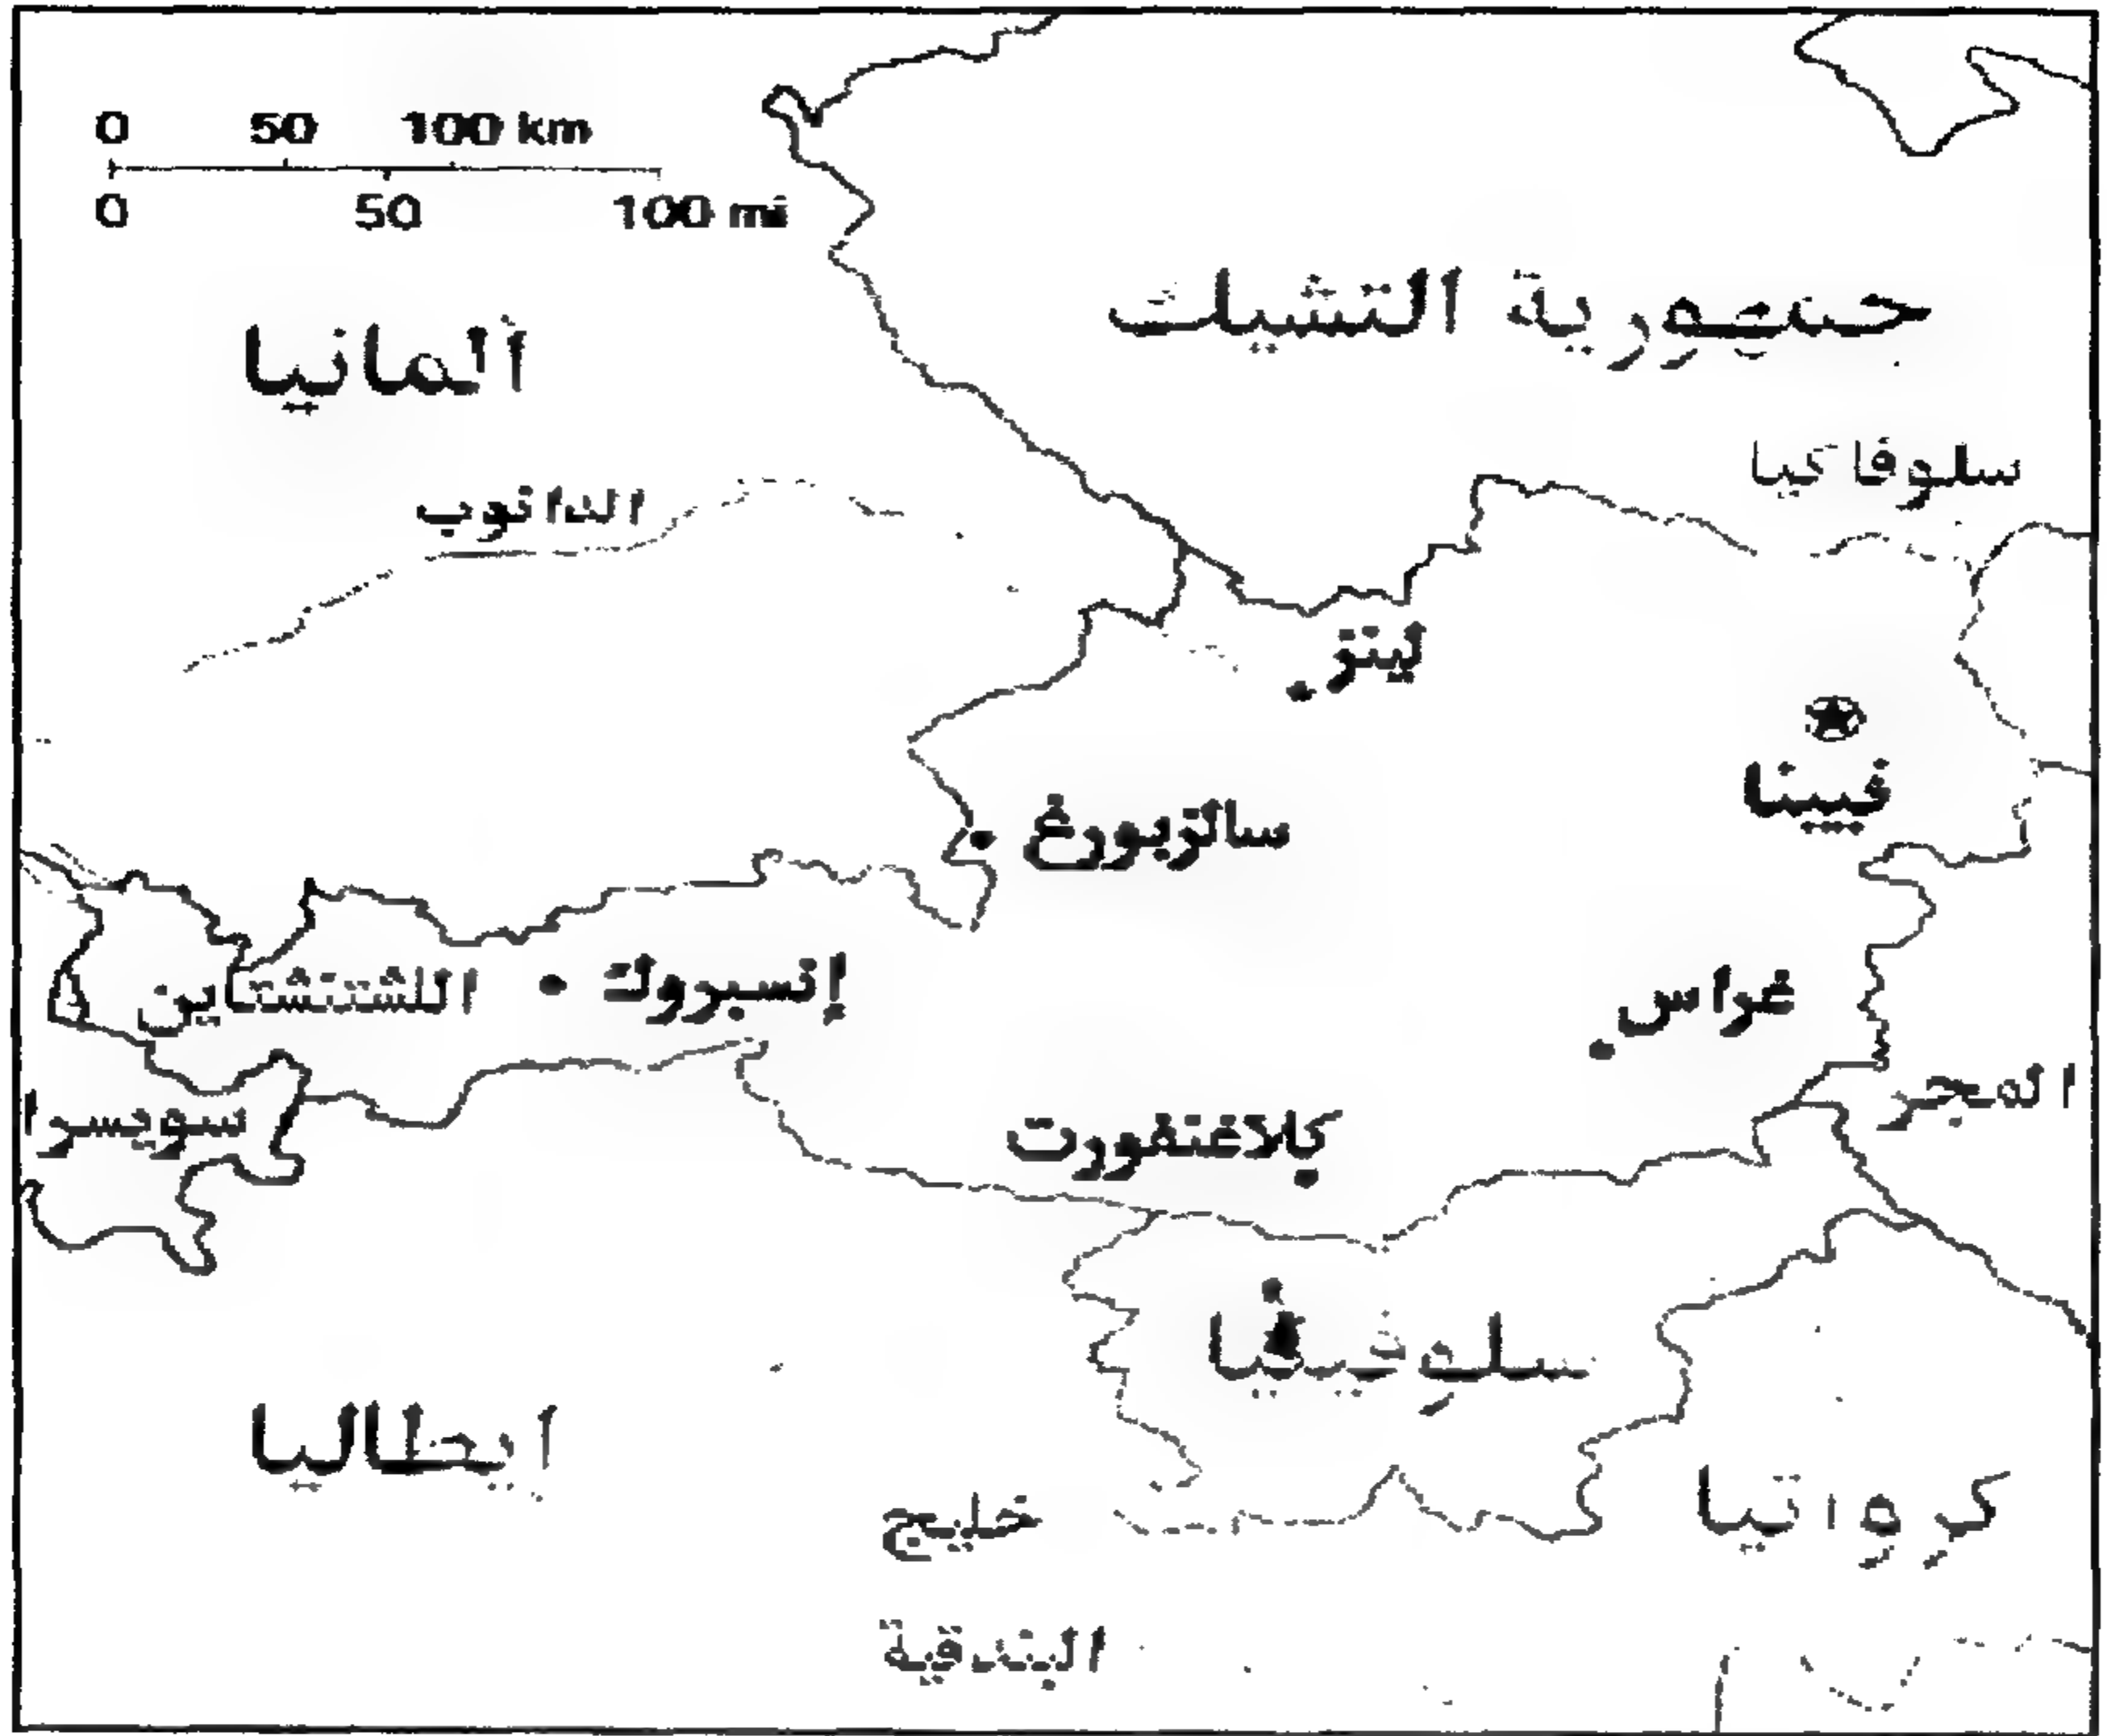 0 50 100 km
0 50 100 mi
جمهورية التشيك
ألمانيا
سلوفاكيا
الدانوب
لينز
فيينا
سالزبورغ
إنسبروك
اللشتنشتاين
غراس
المجر
سويسرا
كلاغنفورت
سلوفينيا
ايطاليا
كرواتيا
خليج
البندقية